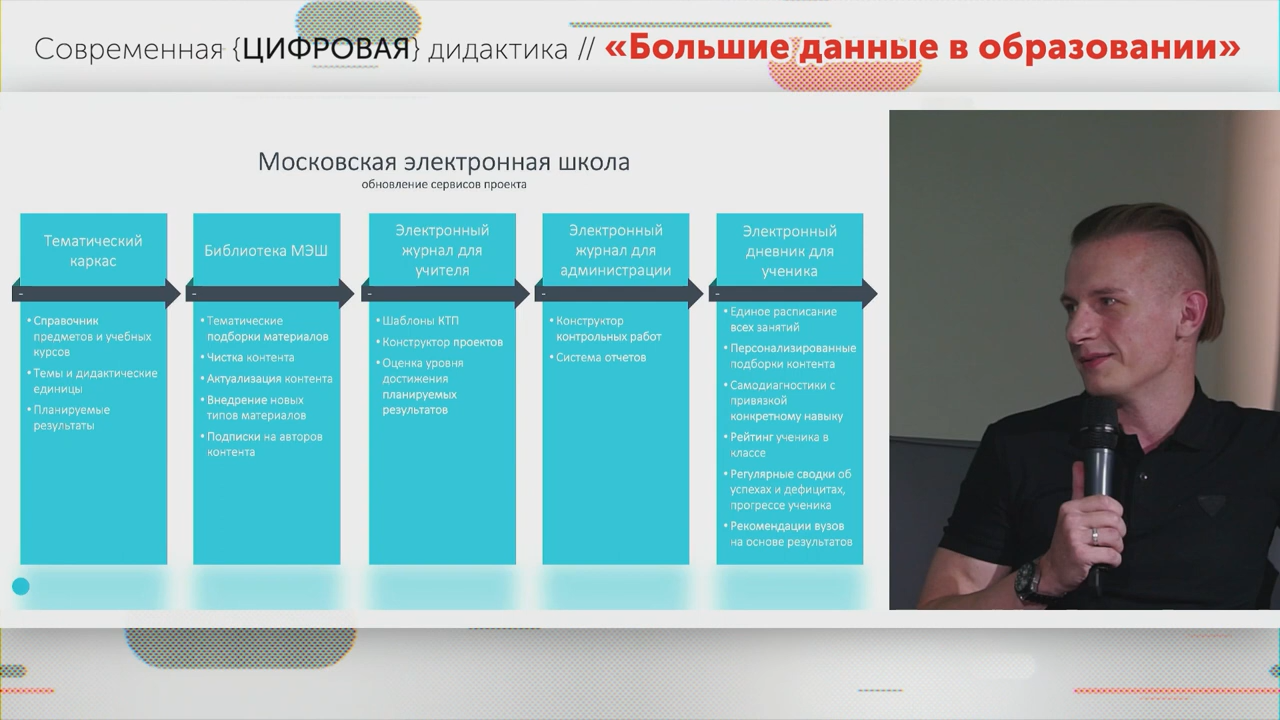 Современная {ЦИФРОВАЯ} дидактика // «Большие данные в образовании»
Московская электронная школа
обновление сервисов проекта
Тематический
каркас
-
• Справочник
предметов и учебных
курсов
• Темы и дидактические
единицы
• Планируемые
результаты
Библиотека МЭШ
-
• Тематические
подборки материалов
• Чистка контента
• Актуализация контента
• Внедрение новых
типов материалов
• Подписки на авторов
контента
Электронный
журнал для
учителя
-
• Шаблоны КТП
• Конструктор проектов
• Оценка уровня
достижения
планируемых
результатов
Электронный
журнал для
администрации
-
• Конструктор
контрольных работ
• Система отчетов
Электронный
дневник для
ученика
-
• Единое расписание
всех занятий
• Персонализированные
подборки контента
• Самодиагностики с
привязкой
конкретному навыку
• Рейтинг ученика в
классе
• Регулярные сводки об
успехах и дефицитах,
прогрессе ученика
• Рекомендации вузов
на основе результатов